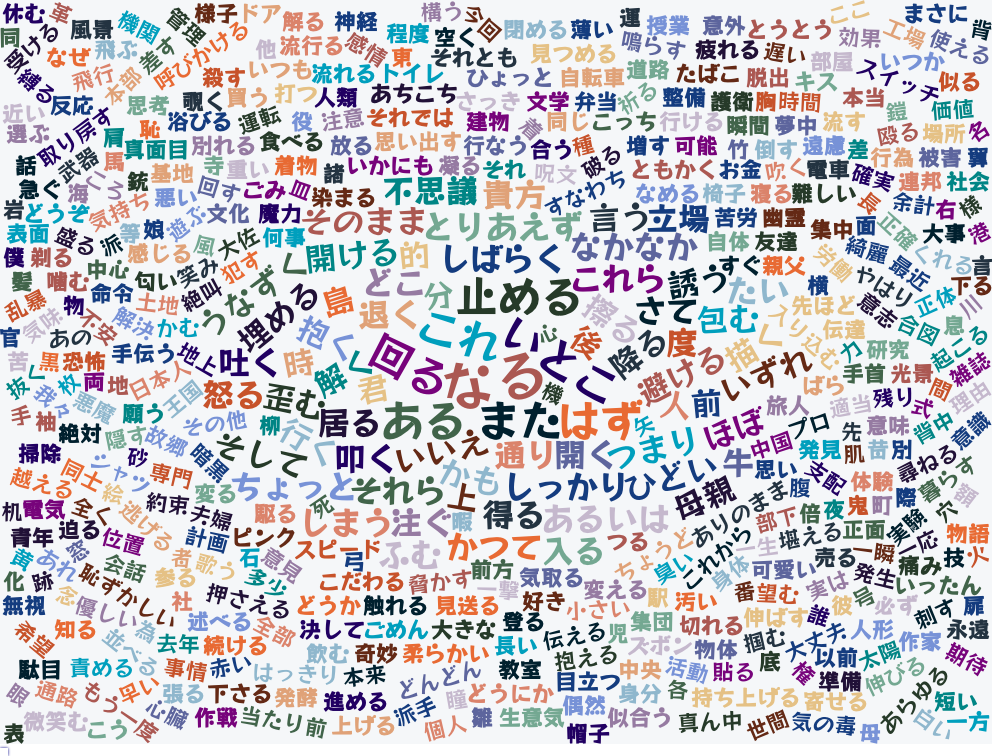 休む 革 風景 機関 管理 様子 ドア 解る 神経 程度 構う 今回 空く 閉める 薄い 運 授業 意外 とうとう ここ まさに 背
同 受ける なぜ 飛ぶ 差す 呼びかける 他 流行る 感情 東 それとも 鳴らす 疲れる 遅い 効果 工場 使える
縛る 飛行 本部 殺す いつも 流れる トイレ ひょっと 見つめる 自転車 道路 たばこ 脱出 キス 部屋 スイッチ いつか 似る
近い 反応 思考 覗く 買う 打つ 人類 あちこち さっき 文学 弁当 祈る 整備 護衛 胸 時間 本当 鎧 価値
選ぶ 取り戻す 肩 恥 浴びる 運転 役 注意 それでは 建物 着 同じ こっち 行ける 瞬間 夢中 流す 殴る 場所 名
話 武器 馬 真面目 別れる 食べる 放る 思い出す 行なう 合う 種 増す 可能 竹 倒す 遠慮 差 行為 被害 翼
急ぐ 海 ころ 銃 基地 寺 重い 着物 諸 いかにも 凝る それ 呪文 破る ともかく お金 吹く 電車 確実 連邦 社会
岩 どうぞ 気持ち 悪い 回す ごみ 皿 染まる 不思議 貴方 すなわち なめる 椅子 寝る 難しい 長 余計 右 様
表面 盛る 派 等 娘 遊ぶ 文化 魔力 そのまま とりあえず 言う 立場 苦労 幽霊 集中 面 正確 大事 港
僕 剃る 感じる 風 大佐 何事 開ける 的 しばらく なかなか 自体 友達 労働 綺麗 最近 くれる 言
髪 噛む 中心 匂い 笑み 犯す うなずく どこ 分 止める これら 誘う すぐ 親父 横 やはり 正体 下る
乱暴 物 命令 土地 絶叫 埋める 島 退く これ 心 擦る さて たい 先ほど 意志 合図 息 川
官 気味 不安 あの 解決 かむ 抱く 回る いとこ 後 降る 度 包む 描く 入り込む 伝達 力 研究 起こる
苦 黒 恐怖 手伝う 地上 吐く 時 解く 君 なる 機 避ける いずれ ばら 手首 光景 間 雑誌
抜く 枚 両 地 日本人 怒る 歪む 居る ある また はず 矢 人 前 旅人 適当 残り 式 理由
手 袖 我々 悪魔 願う 王国 その他 柳 行く 叩く いいえ 通り 開く つまり ほぼ 中国 プロ 先 意味 背中 意識
掃除 絶対 隠す 故郷 暗黒 そして かも しっかり ひどい 牛 思い 支配 発見 肌 昔 別
越える 同士 シャツ 砂 専門 変る ちょっと それら 上 母親 ありのまま 腹 体験 尋ねる 暮らす 額
机 電気 絵 約束 夫婦 駆る 死 しまう 注ぐ 暇 得る あるいは 部下 倍 夜 鬼 町 際 穴
青年 全く 迫る 逃げる 計画 ピンク スピード ふむ かつて 入る つる ちょうど これから 一生 堪える 正面 実験 物語
黄 あれ 窓 位置 会話 者 歌う 石 意見 弓 前方 臭い 身体 可愛い 売る 一瞬 一応 痛み 技 火
化 跡 恥ずかしい 参る 多少 こだわる 脅かす 一撃 気取る 変える 駅 汚い 番 望む 実は 発生 いったん
無視 念 優しい 社 押さえる どうか 触れる 見送る 好き 小さい 集団 切れる 伸ばす 誰 彼 号 必ず 刺す 扉
希望 知る 為 述べる 全部 決して ごめん 大きな 登る 伝える 児 ズボン 物体 掴む 大丈夫 人形 作家 永遠
並べる 去年 続ける 飲む 奇妙 柔らかい 長い 抱える 中央 活動 貼る 底 以前 太陽 期待
駄目 責める 事情 赤い はっきり 本来 どんどん 教室 目立つ 身分 各 持ち上げる 権 準備 寄せる 伸びる あらゆる
眼 通路 もう一度 早い 張る 下さる 発酵 進める 瞳 どうにか 偶然 短い
表 微笑む こう 心臓 作戦 当たり前 上げる 派手 個人 雛 生意気 帽子 似合う 真ん中 世間 気の毒 母 白い 一方